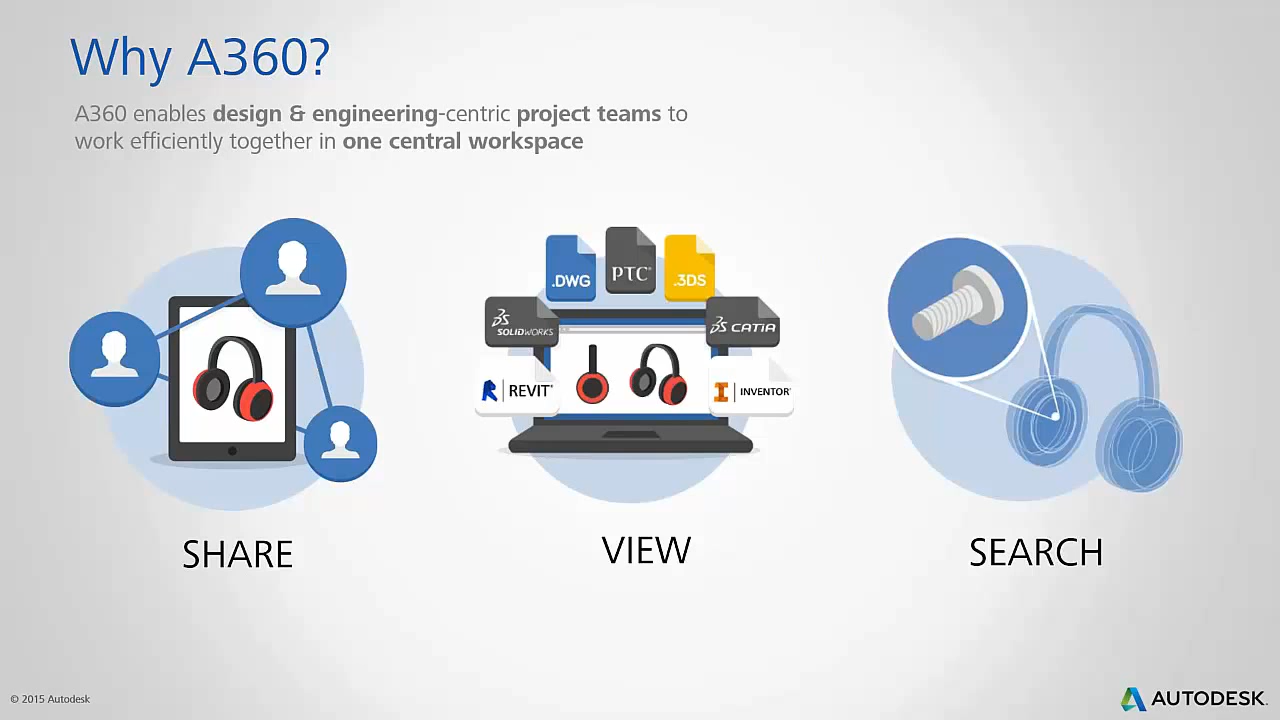 Why A360?
A360 enables design & engineering-centric project teams to
work efficiently together in one central workspace
.DWG
PTC®
.3DS
SOLIDWORKS
CATIA
REVIT®
INVENTOR®
SHARE
VIEW
SEARCH
© 2015 Autodesk
AUTODESK.